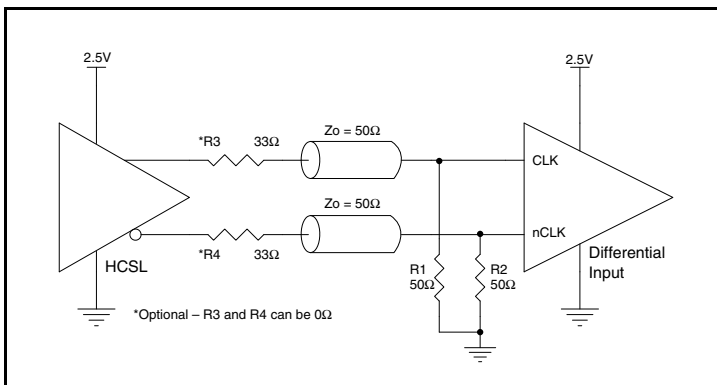 2.5V
2.5V
*R3 33Ω
Zo = 50Ω
CLK
Zo = 50Ω
nCLK
*R4 33Ω
HCSL
R1
50Ω
R2
50Ω
Differential
Input
*Optional – R3 and R4 can be 0Ω